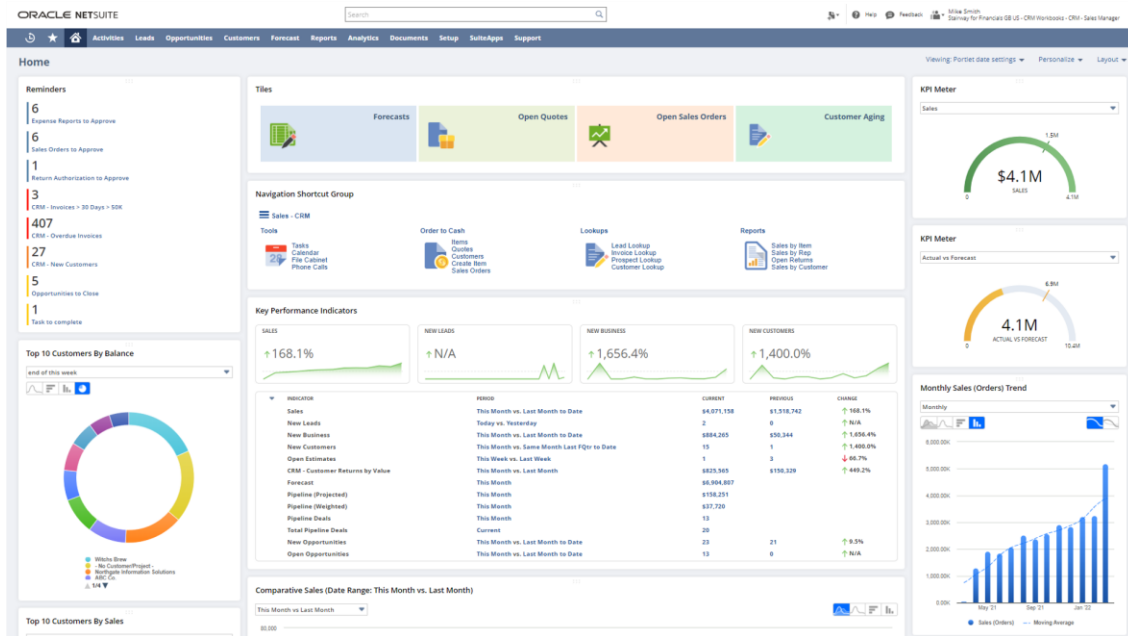 ORACLE NETSUITE
Search
Help
Feedback
Mike Smith
Stairway for Financials GB US - CRM Workbooks - CRM - Sales Manager
Activities Leads Opportunities Customers Forecast Reports Analytics Documents Setup SuiteApps Support
Home
Viewing: Portlet date settings
Personalize
Layout
Reminders
6
Expense Reports to Approve
6
Sales Orders to Approve
1
Return Authorization to Approve
3
CRM - Invoices > 30 Days > 50K
407
CRM - Overdue Invoices
27
CRM - New Customers
5
Opportunities to Close
1
Task to complete
Top 10 Customers By Balance
end of this week
Witchs Brew
- No Customer/Project -
Northgate Information Solutions
ABC Co.
1/4
Top 10 Customers By Sales
Tiles
Forecasts
Open Quotes
Open Sales Orders
Customer Aging
Navigation Shortcut Group
Sales - CRM
Tools
28
Tasks
Calendar
File Cabinet
Phone Calls
Order to Cash
Items
Quotes
Customers
Create Item
Sales Orders
Lookups
Lead Lookup
Invoice Lookup
Prospect Lookup
Customer Lookup
Reports
Sales by Item
Sales by Rep
Open Returns
Sales by Customer
Key Performance Indicators
SALES
168.1%
NEW LEADS
N/A
NEW BUSINESS
1,656.4%
NEW CUSTOMERS
1,400.0%
INDICATOR PERIOD CURRENT PREVIOUS CHANGE
Sales This Month vs. Last Month to Date $4,071,158 $1,518,742 168.1%
New Leads Today vs. Yesterday 2 0 N/A
New Business This Month vs. Last Month to Date $884,265 $50,344 1,656.4%
New Customers This Month vs. Same Month Last FQtr to Date 15 1 1,400.0%
Open Estimates This Week vs. Last Week 1 3 66.7%
CRM - Customer Returns by Value This Month vs. Last Month $825,565 $150,329 449.2%
Forecast This Month $6,904,807
Pipeline (Projected) This Month $158,251
Pipeline (Weighted) This Month $37,720
Pipeline Deals This Month 13
Total Pipeline Deals Current 20
New Opportunities This Month vs. Last Month to Date 23 21 9.5%
Open Opportunities This Month vs. Last Month to Date 13 0 N/A
Comparative Sales (Date Range: This Month vs. Last Month)
This Month vs Last Month
80,000
KPI Meter
Sales
1.5M
$4.1M
SALES
0
4.1M
KPI Meter
Actual vs Forecast
6.9M
4.1M
ACTUAL VS FORECAST
0
10.4M
Monthly Sales (Orders) Trend
Monthly
6,000.00K
5,000.00K
4,000.00K
3,000.00K
2,000.00K
1,000.00K
0.00K
May '21
Sep '21
Jan '22
Sales (Orders)
Moving Average